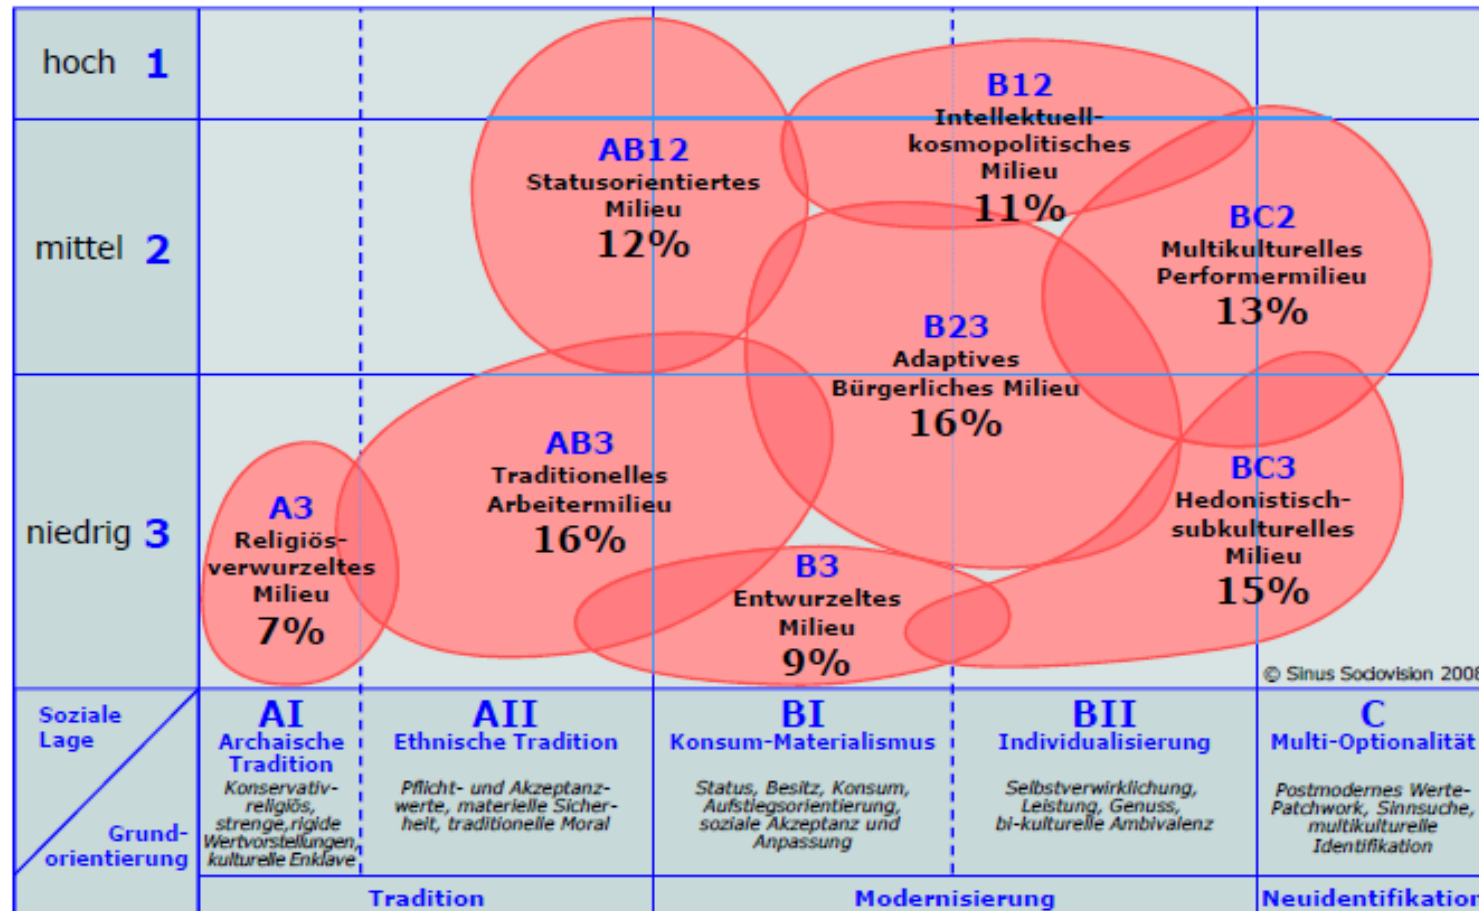 hoch 1
B12
Intellektuell-
kosmopolitisches
Milieu
11%
AB12
Statusorientiertes
Milieu
12%
mittel 2
BC2
Multikulturelles
Performermilieu
13%
B23
Adaptives
Bürgerliches Milieu
16%
niedrig 3
AB3
Traditionelles
Arbeitermilieu
16%
A3
Religiös-
verwurzeltes
Milieu
7%
B3
Entwurzeltes
Milieu
9%
BC3
Hedonistisch-
subkulturelles
Milieu
15%
© Sinus Sociovision 2008
Soziale
Lage
Grund-
orientierung
AI
Archaische
Tradition
Konservativ-
religiös,
strenge,rigide
Wertvorstellungen,
kulturelle Enklave
AII
Ethnische Tradition
Pflicht- und Akzeptanz-
werte, materielle Sicher-
heit, traditionelle Moral
BI
Konsum-Materialismus
Status, Besitz, Konsum,
Aufstiegsorientierung,
soziale Akzeptanz und
Anpassung
BII
Individualisierung
Selbstverwirklichung,
Leistung, Genuss,
bi-kulturelle Ambivalenz
C
Multi-Optionalität
Postmodernes Werte-
Patchwork, Sinnsuche,
multikulturelle
Identifikation
Tradition
Modernisierung
Neuidentifikation